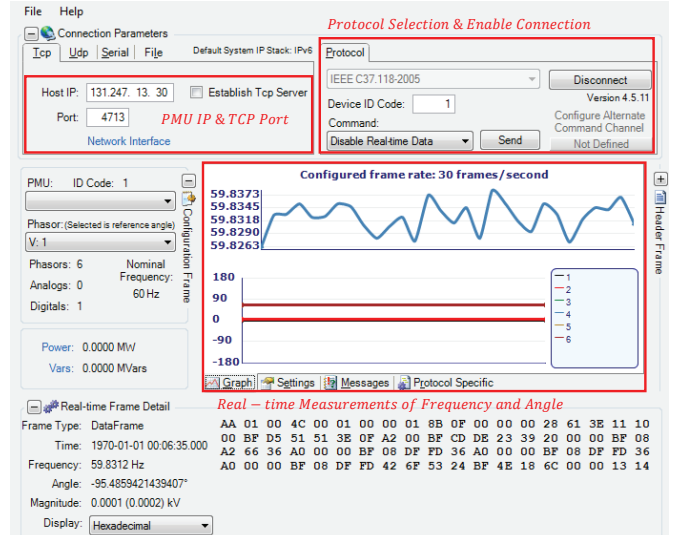 File Help
Protocol Selection & Enable Connection
Connection Parameters
Tcp Udp Serial File Default System IP Stack: IPv6
Protocol
IEEE C37.118-2005 Disconnect
Host IP: 131.247. 13. 30 Establish Tcp Server
Device ID Code: 1 Version 4.5.11
Port: 4713 PMU IP & TCP Port
Command: Configure Alternate Command Channel
Network Interface
Disable Real-time Data Send Not Defined
PMU: ID Code: 1
Phasor: (Selected is reference angle)
V: 1
Phasors: 6 Nominal Frequency: 60 Hz
Analogs: 0
Digitals: 1
Configuration Frame
Power: 0.0000 MW
Vars: 0.0000 MVars
Configured frame rate: 30 frames/second
59.8373
59.8345
59.8318
59.8290
59.8263
180
90
0
-90
-180
1
2
3
4
5
6
Graph Settings Messages Protocol Specific
Header Frame
Real-time Frame Detail
Real − time Measurements of Frequency and Angle
Frame Type: DataFrame
Time: 1970-01-01 00:06:35.000
Frequency: 59.8312 Hz
Angle: -95.4859421439407°
Magnitude: 0.0001 (0.0002) kV
Display: Hexadecimal
AA 01 00 4C 00 01 00 00 01 8B 0F 00 00 00 28 61 3E 11 10
00 BF D5 51 51 3E 0F A2 00 BF CD DE 23 39 20 00 00 BF 08
A2 66 36 A0 00 00 BF 08 DF FD 36 A0 00 00 BF 08 DF FD 36
A0 00 00 BF 08 DF FD 42 6F 53 24 BF 4E 18 6C 00 00 13 14